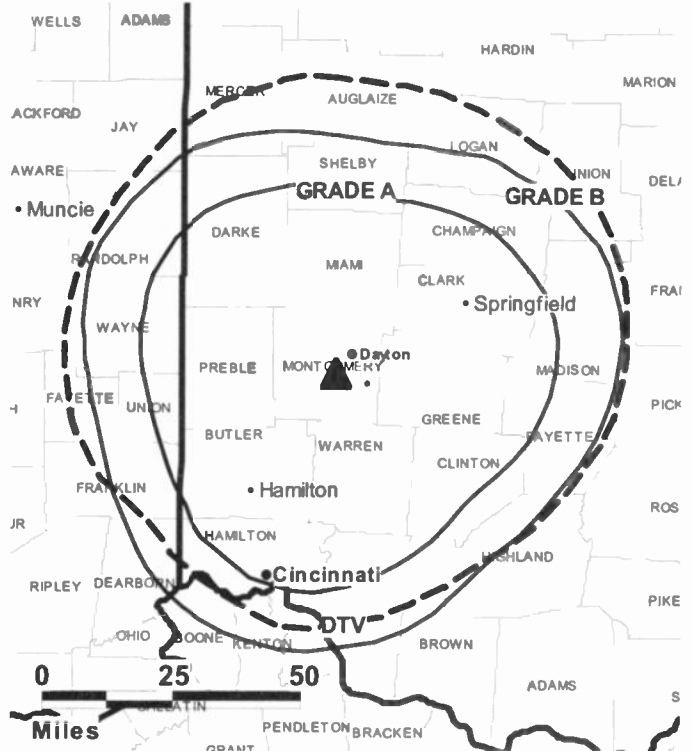 WELLS
ADAMS
HARDIN
MERCER
AUGLAIZE
MARION
ACKFORD
JAY
LOGAN
AWARE
SHELBY
UNION
DELA
GRADE A
GRADE B
Muncie
DARKE
CHAMPAIGN
RANDOLPH
MIAMI
CLARK
Springfield
NRY
FRA
WAYNE
Dayton
PREBLE
MONTGOMERY
MADISON
FAYETTE
UNION
PICK
BUTLER
WARREN
GREENE
FAYETTE
CLINTON
FRANKLIN
Hamilton
ROS
UR
HAMILTON
HIGHLAND
Cincinnati
RIPLEY
DEARBORN
PIKE
DTV
OHIO
BOONE
KENTON
BROWN
0 25 50
ADAMS
S
GALLATIN
Miles
PENDLETON
BRACKEN
GRANT